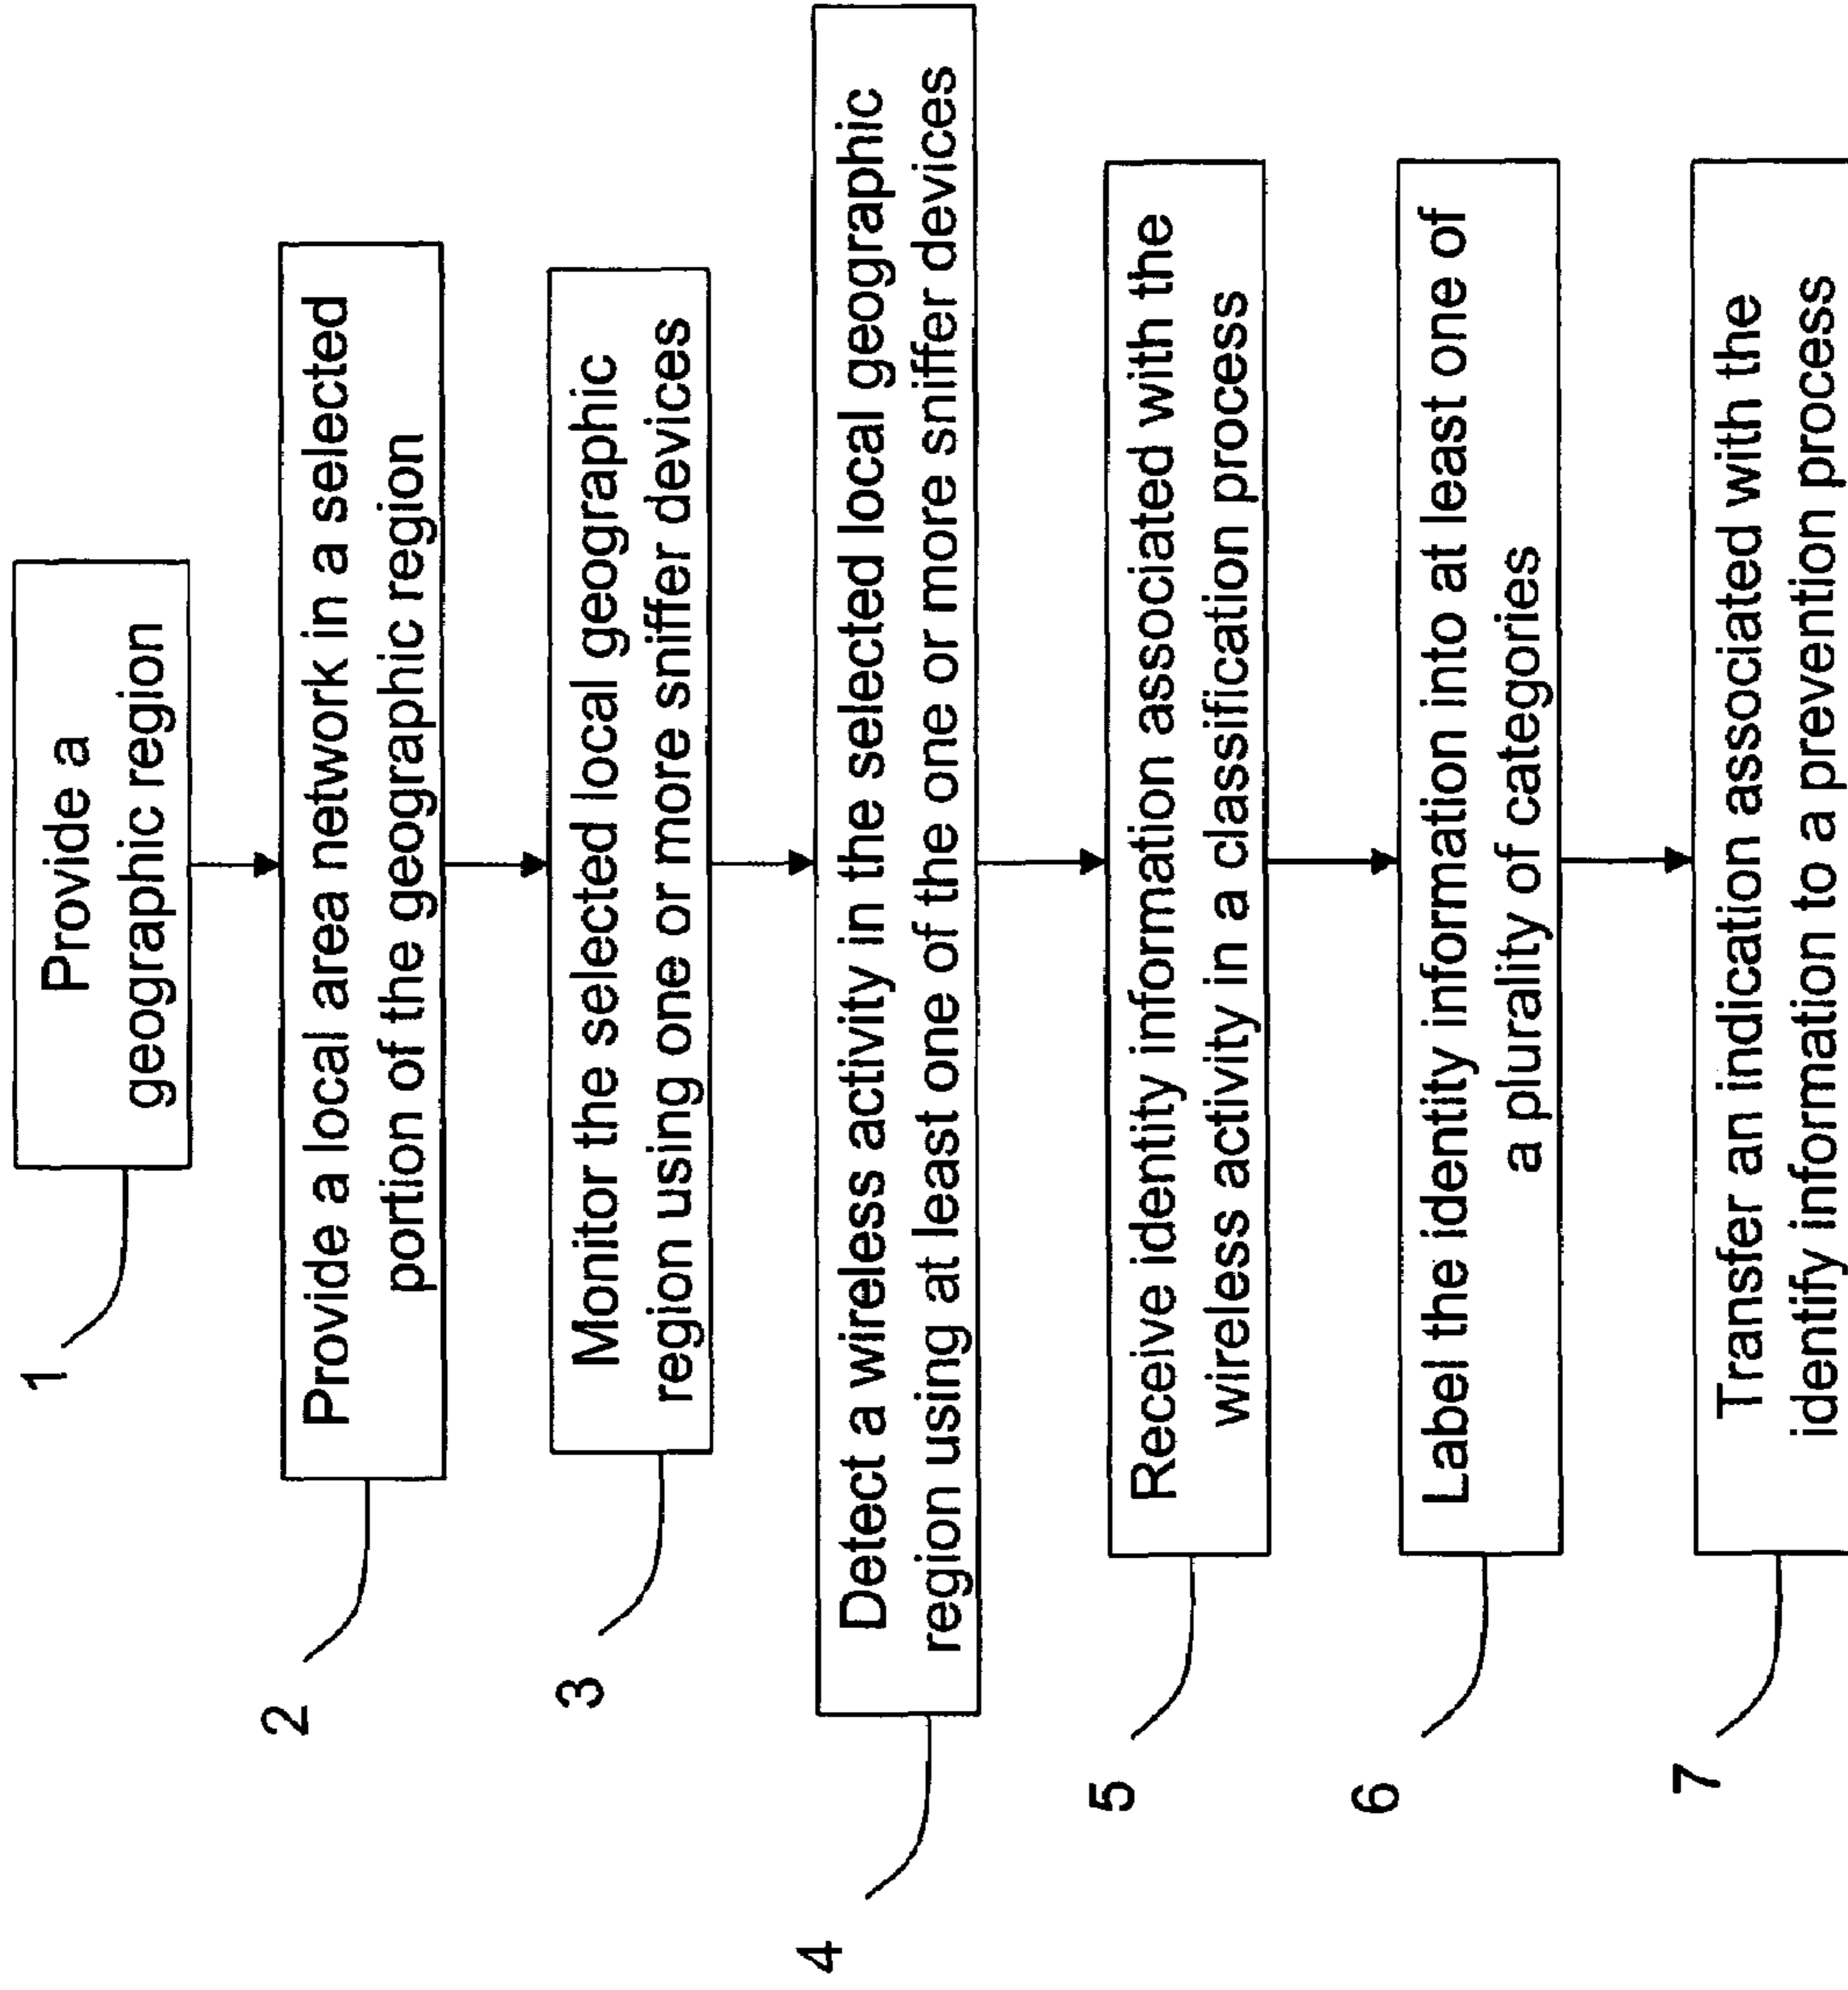 1
Provide a
geographic region
2
Provide a local area network in a selected
portion of the geographic region
3
Monitor the selected local geographic
region using one or more sniffer devices
4
Detect a wireless activity in the selected local geographic
region using at least one of the one or more sniffer devices
5
Receive identity information associated with the
wireless activity in a classification process
6
Label the identity information into at least one of
a plurality of categories
7
Transfer an indication associated with the
identify information to a prevention process